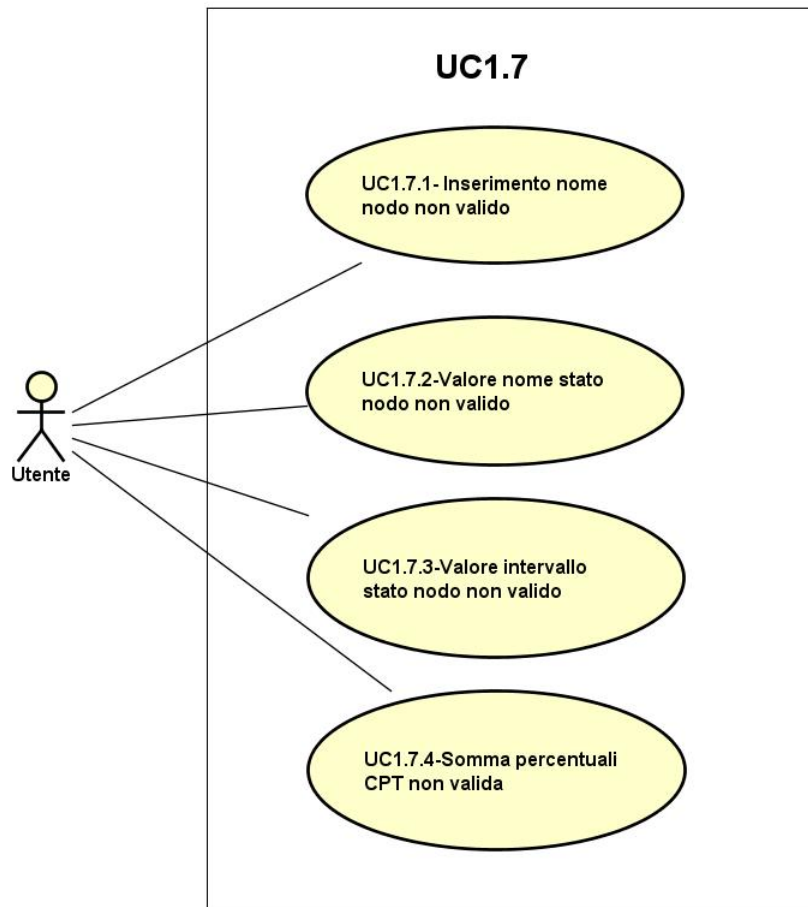 UC1.7
UC1.7.1- Inserimento nome
nodo non valido
UC1.7.2-Valore nome stato
nodo non valido
Utente
UC1.7.3-Valore intervallo
stato nodo non valido
UC1.7.4-Somma percentuali
CPT non valida